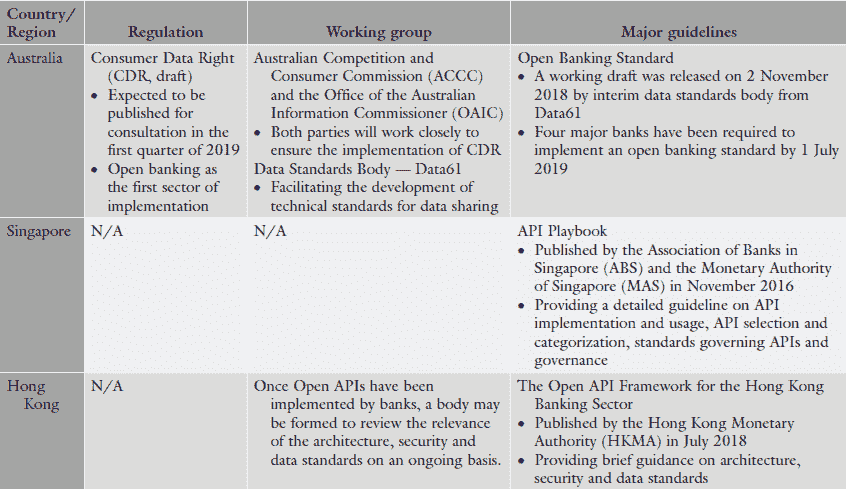 Country/
Region
Regulation
Working group
Major guidelines
Australia
Consumer Data Right
(CDR, draft)
• Expected to be
published for
consultation in the
first quarter of 2019
• Open banking as
the first sector of
implementation
Australian Competition and
Consumer Commission (ACCC)
and the Office of the Australian
Information Commissioner (OAIC)
• Both parties will work closely to
ensure the implementation of CDR
Data Standards Body — Data61
• Facilitating the development of
technical standards for data sharing
Open Banking Standard
• A working draft was released on 2 November
2018 by interim data standards body from
Data61
• Four major banks have been required to
implement an open banking standard by 1 July
2019
Singapore
N/A
N/A
API Playbook
• Published by the Association of Banks in
Singapore (ABS) and the Monetary Authority
of Singapore (MAS) in November 2016
• Providing a detailed guideline on API
implementation and usage, API selection and
categorization, standards governing APIs and
governance
Hong
Kong
N/A
Once Open APIs have been
implemented by banks, a body may
be formed to review the relevance
of the architecture, security and
data standards on an ongoing basis.
The Open API Framework for the Hong Kong
Banking Sector
• Published by the Hong Kong Monetary
Authority (HKMA) in July 2018
• Providing brief guidance on architecture,
security and data standards